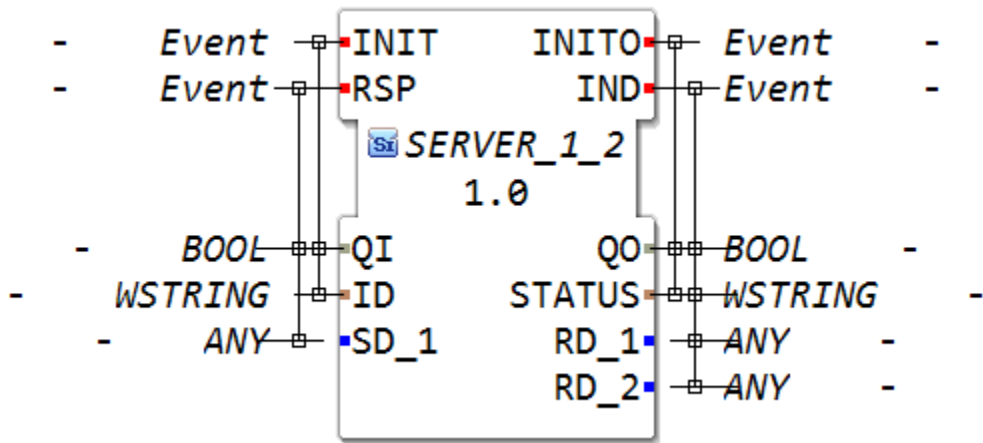 - Event INIT INITO Event -
- Event RSP IND Event -
SI SERVER_1_2
1.0
- BOOL QI QO BOOL -
- WSTRING ID STATUS WSTRING -
- ANY SD_1 RD_1 ANY -
RD_2 ANY -